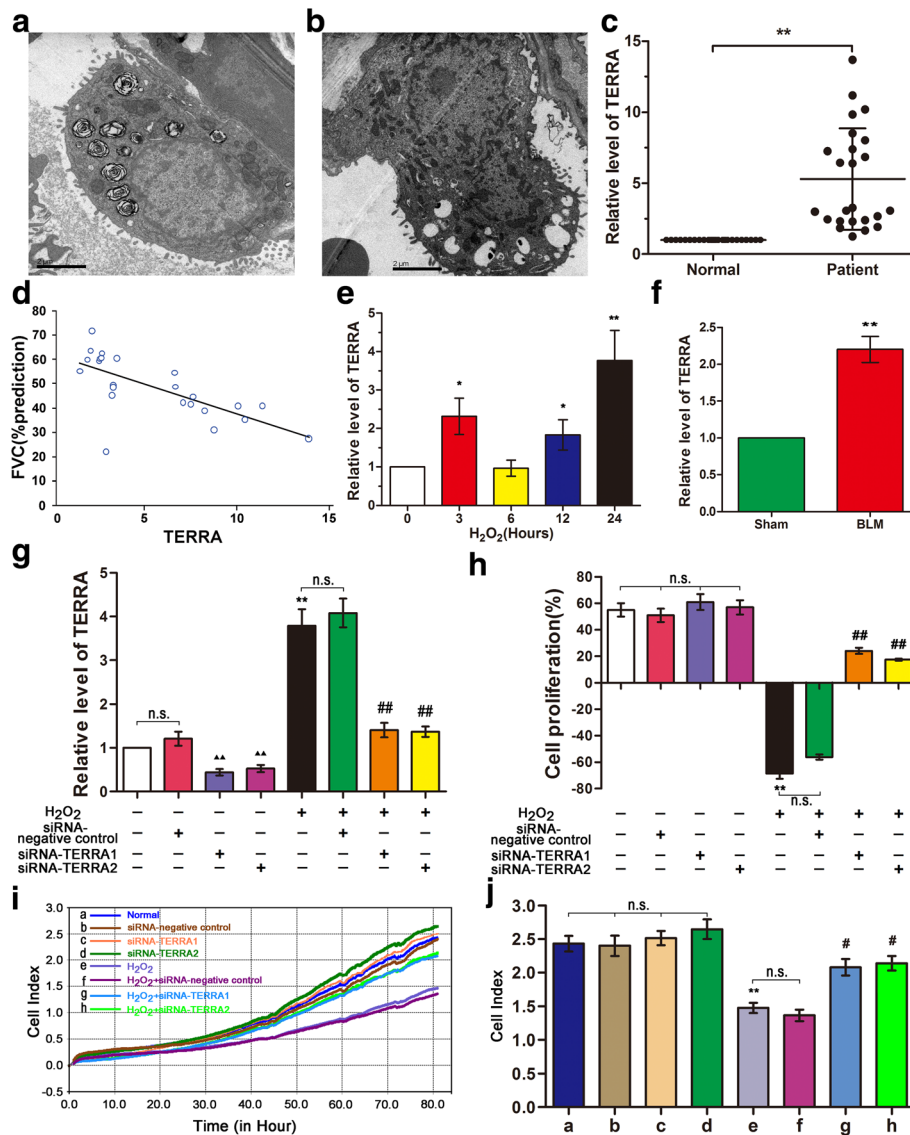 a
2 µm
b
2 µm
c
Relative level of TERRA
15
10
5
0
**
Normal
Patient
d
FVC(%prediction)
80
70
60
50
40
30
20
10
0
0
5
10
15
TERRA
e
Relative level of TERRA
5
4
3
2
1
0
*
*
**
0
3
6
12
24
H2O2(Hours)
f
Relative level of TERRA
2.5
2.0
1.5
1.0
0.5
0.0
**
Sham
BLM
g
Relative level of TERRA
5
4
2
1
0
n.s.
▲▲
▲▲
**
n.s.
##
##
H2O2 – – – – + + + +
siRNA-
negative control – + – – – + – –
siRNA-TERRA1 – – + – – – + –
siRNA-TERRA2 – – – + – – – +
h
Cell proliferation(%)
80
60
40
20
0
-20
-40
-60
-80
n.s.
**
n.s.
##
##
H2O2 – – – – + + + +
siRNA-
negative control – + – – – + – –
siRNA-TERRA1 – – + – – – + –
siRNA-TERRA2 – – – + – – – +
i
Cell Index
3.0
2.5
2.0
1.5
1.0
0.5
0.0
-0.5
a Normal
b siRNA-negative control
c siRNA-TERRA1
d siRNA-TERRA2
e H2O2
f H2O2+siRNA-negative control
g H2O2+siRNA-TERRA1
h H2O2+siRNA-TERRA2
0.0
10.0
20.0
30.0
40.0
50.0
60.0
70.0
80.0
Time (in Hour)
j
Cell Index
3.0
2.5
2.0
1.5
1.0
0.5
0.0
n.s.
**
n.s.
#
#
a
b
c
d
e
f
g
h